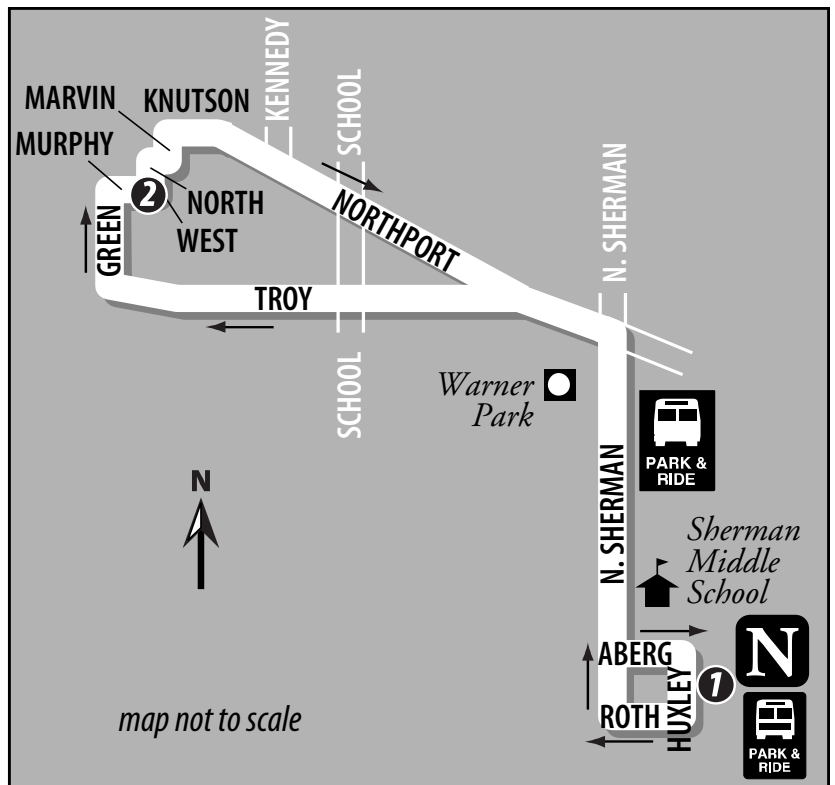 KENNEDY
MARVIN
KNUTSON
SCHOOL
MURPHY
N. SHERMAN
2
NORTH
NORTHPORT
WEST
GREEN
TROY
SCHOOL
Warner
Park
PARK &
RIDE
N
N. SHERMAN
Sherman
Middle
School
ABERG
N
1
HUXLEY
ROTH
map not to scale
PARK &
RIDE